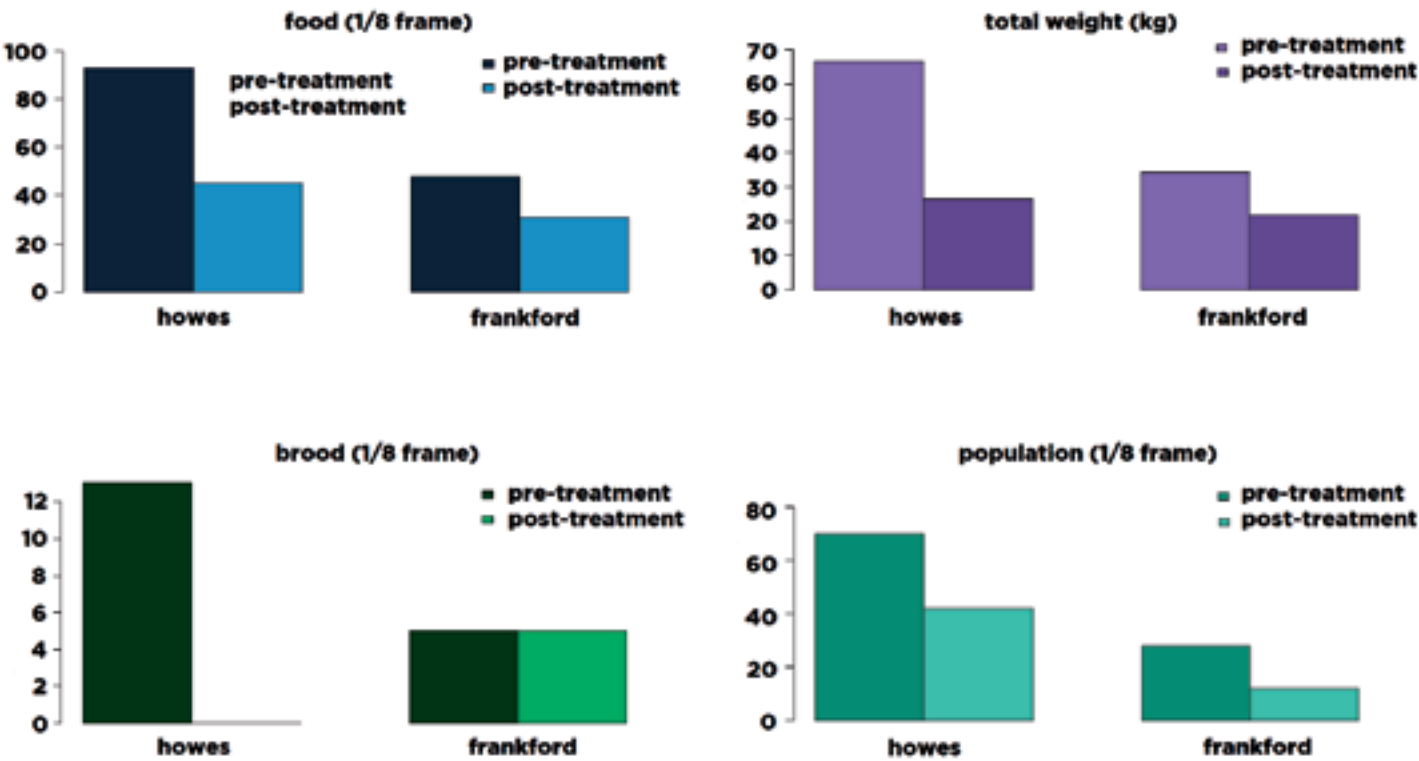 food (1/8 frame)
100
80
60
40
20
0
pre-treatment
post-treatment
pre-treatment
post-treatment
howes
frankford
total weight (kg)
70
60
50
40
30
20
10
0
pre-treatment
post-treatment
howes
frankford
brood (1/8 frame)
12
10
8
6
4
2
0
pre-treatment
post-treatment
howes
frankford
population (1/8 frame)
80
60
40
20
0
pre-treatment
post-treatment
howes
frankford